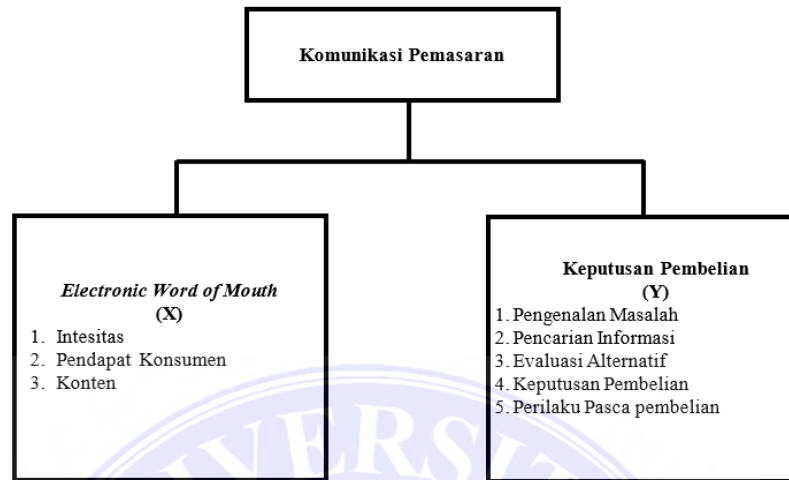 Komunikasi Pemasaran
Electronic Word of Mouth
(X)
1. Intesitas
2. Pendapat Konsumen
3. Konten
Keputusan Pembelian
(Y)
1. Pengenalan Masalah
2. Pencarian Informasi
3. Evaluasi Alternatif
4. Keputusan Pembelian
5. Perilaku Pasca pembelian